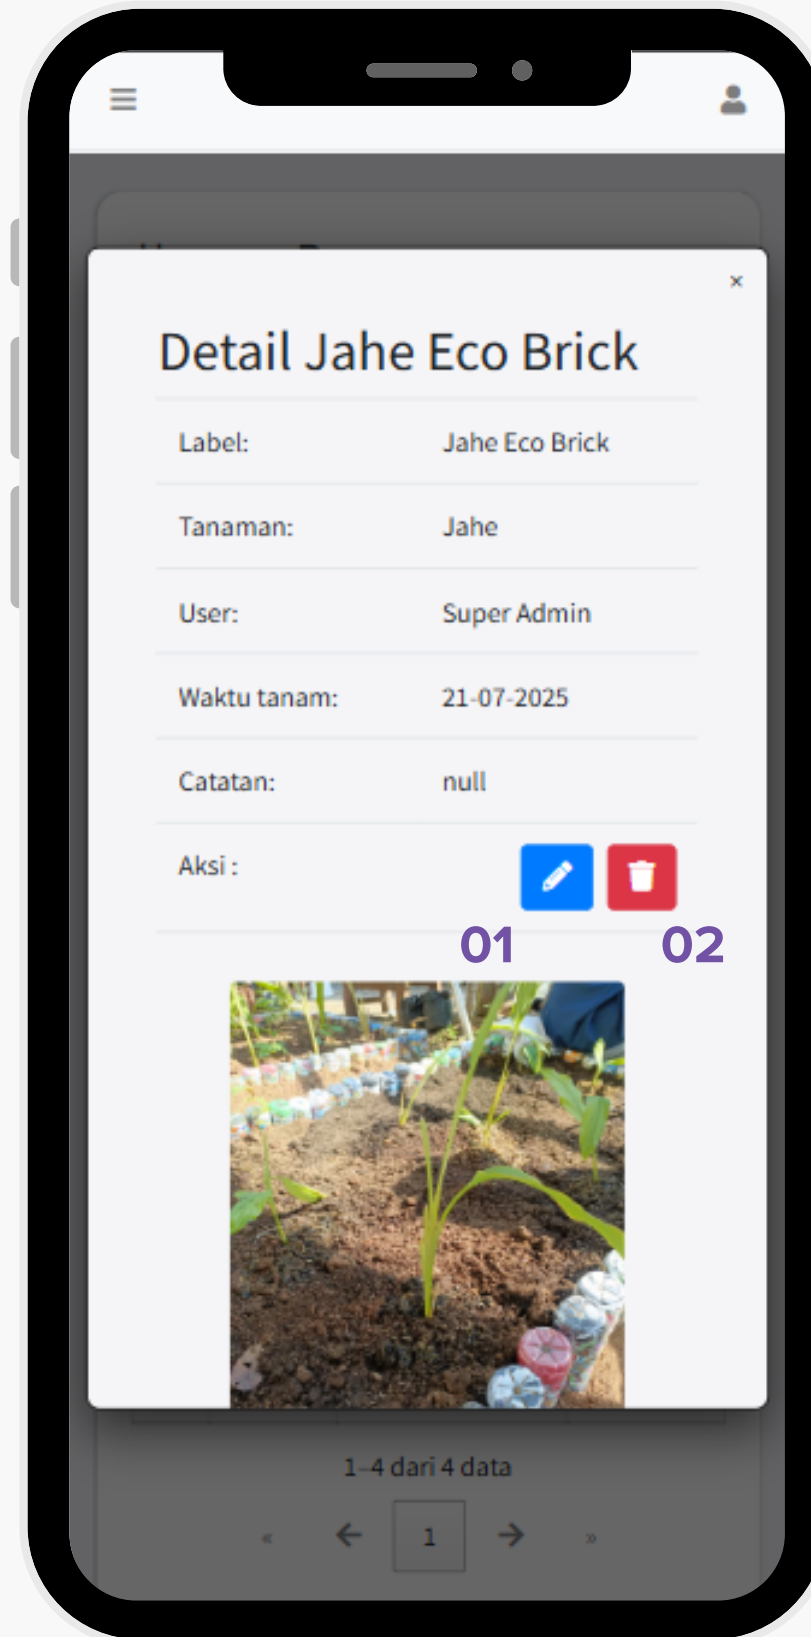 ×
Detail Jahe Eco Brick
Label: Jahe Eco Brick
Tanaman: Jahe
User: Super Admin
Waktu tanam: 21-07-2025
Catatan: null
Aksi :
01 02
1–4 dari 4 data
« ← 1 → »